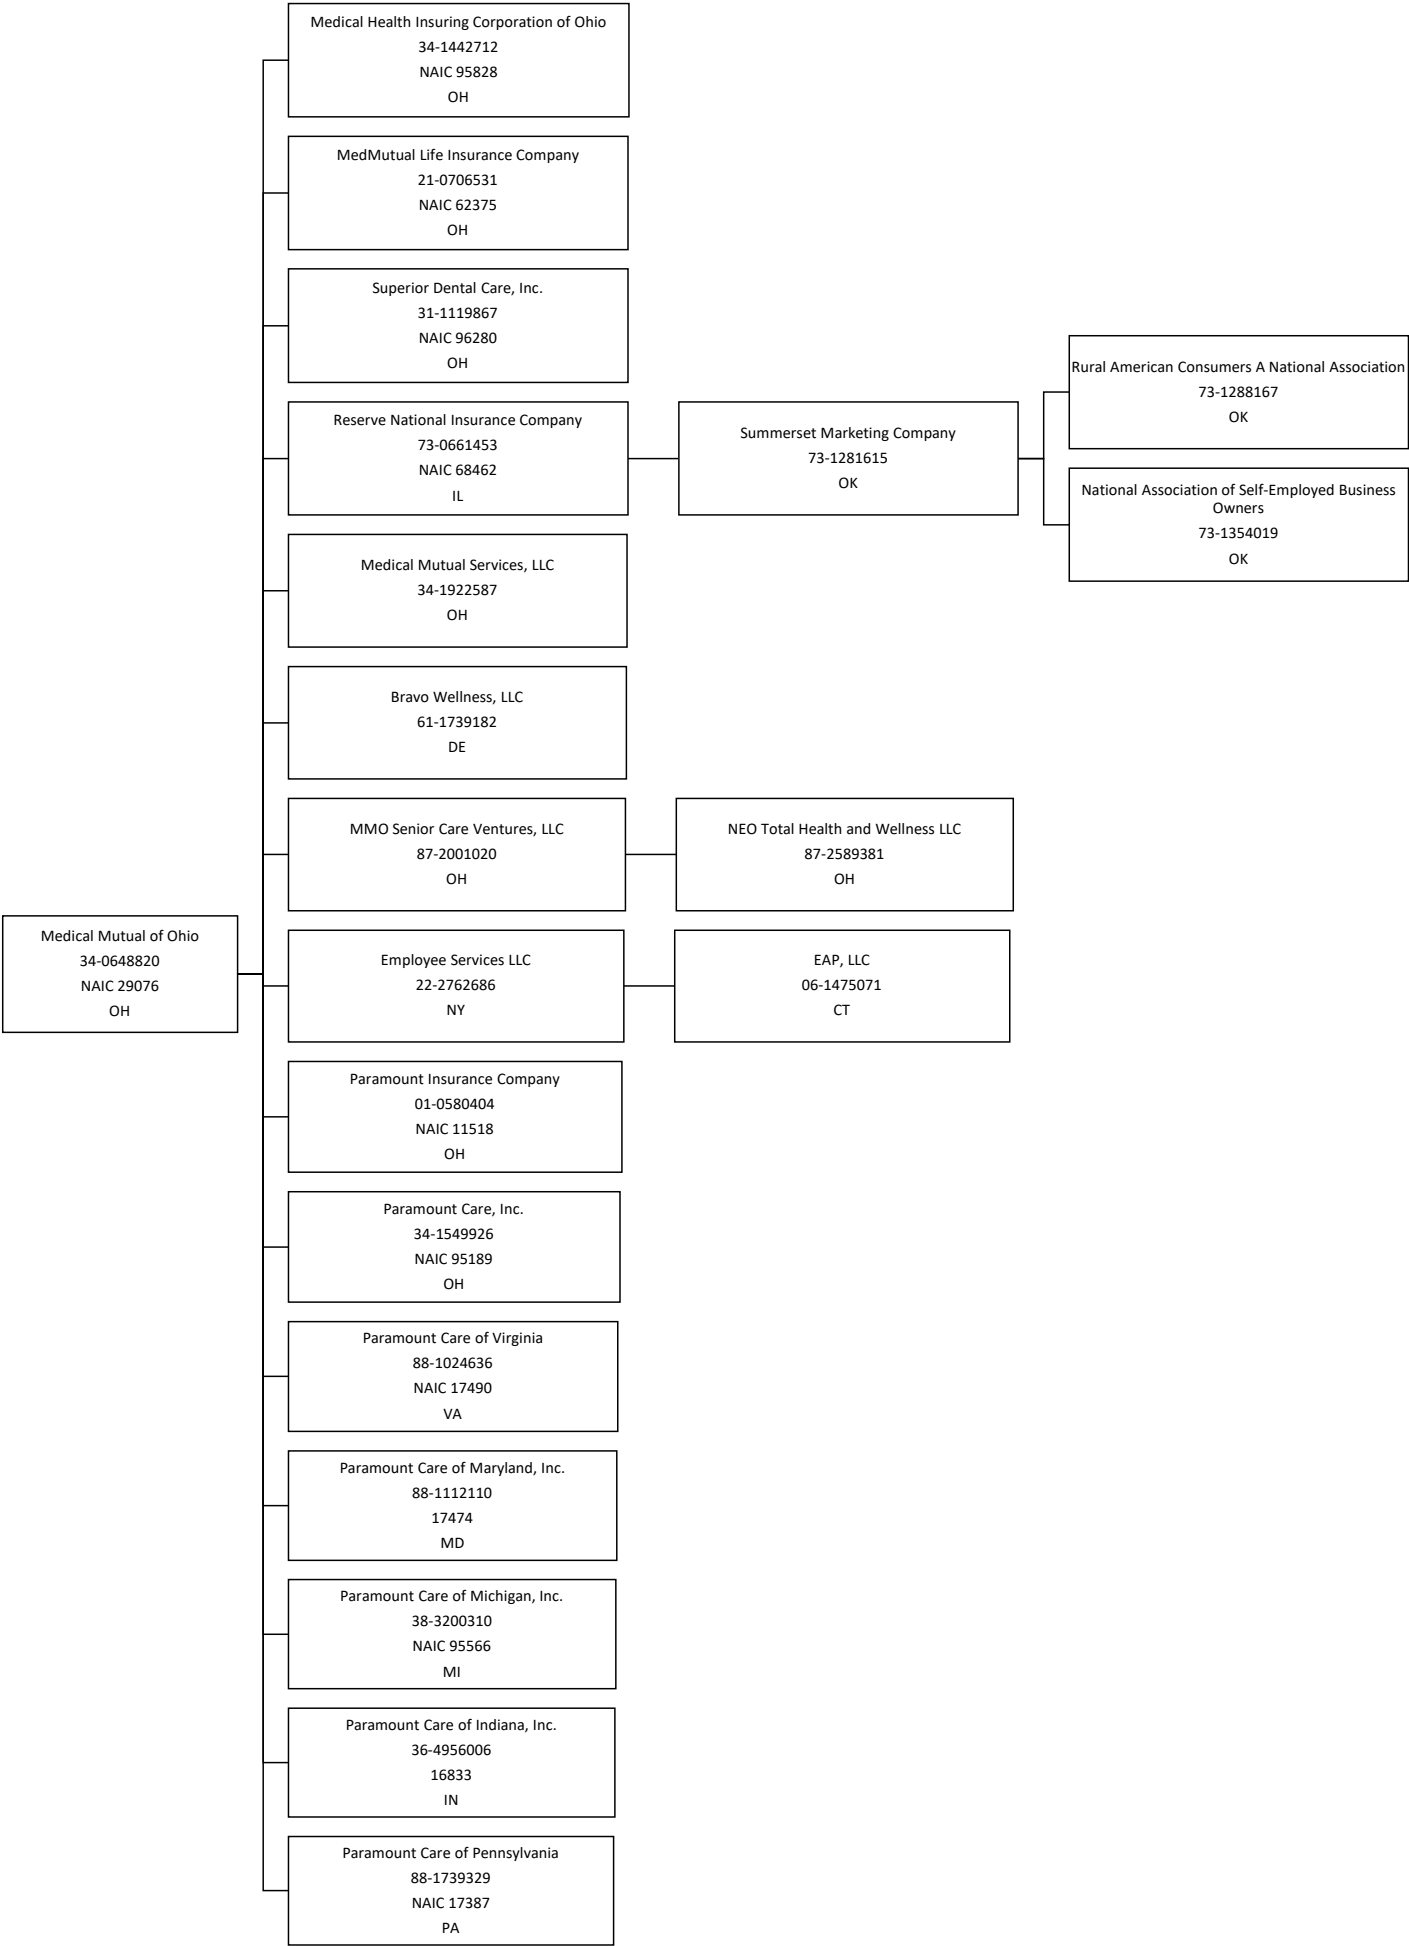 Medical Health Insuring Corporation of Ohio
34-1442712
NAIC 95828
OH
MedMutual Life Insurance Company
21-0706531
NAIC 62375
OH
Superior Dental Care, Inc.
31-1119867
NAIC 96280
OH
Rural American Consumers A National Association
73-1288167
OK
Reserve National Insurance Company
73-0661453
NAIC 68462
IL
Summerset Marketing Company
73-1281615
OK
National Association of Self-Employed Business
Owners
73-1354019
OK
Medical Mutual Services, LLC
34-1922587
OH
Bravo Wellness, LLC
61-1739182
DE
MMO Senior Care Ventures, LLC
87-2001020
OH
NEO Total Health and Wellness LLC
87-2589381
OH
Medical Mutual of Ohio
34-0648820
NAIC 29076
OH
Employee Services LLC
22-2762686
NY
EAP, LLC
06-1475071
CT
Paramount Insurance Company
01-0580404
NAIC 11518
OH
Paramount Care, Inc.
34-1549926
NAIC 95189
OH
Paramount Care of Virginia
88-1024636
NAIC 17490
VA
Paramount Care of Maryland, Inc.
88-1112110
17474
MD
Paramount Care of Michigan, Inc.
38-3200310
NAIC 95566
MI
Paramount Care of Indiana, Inc.
36-4956006
16833
IN
Paramount Care of Pennsylvania
88-1739329
NAIC 17387
PA